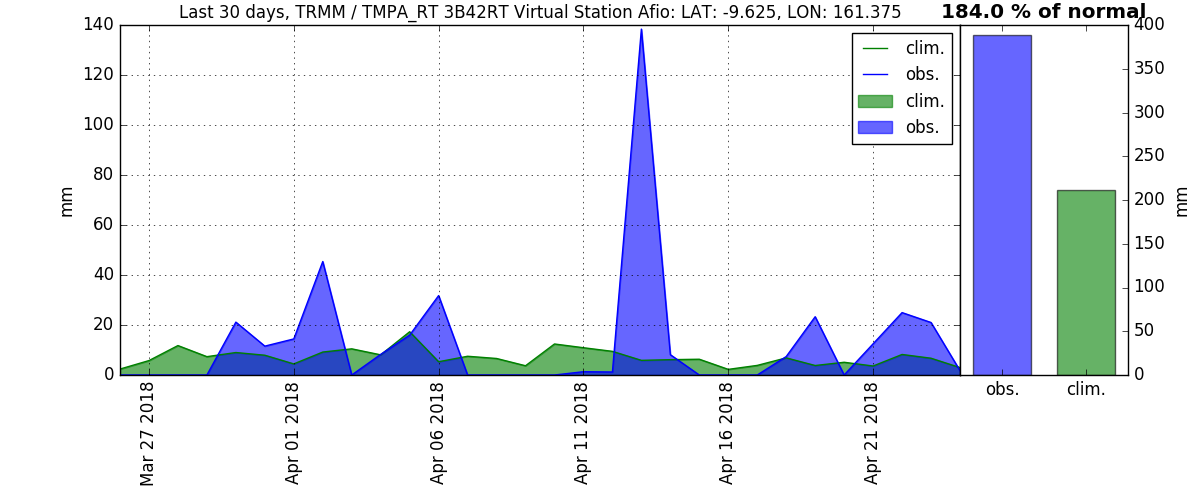 Last 30 days, TRMM / TMPA_RT 3B42RT Virtual Station Afio: LAT: -9.625, LON: 161.375
184.0 % of normal
140
120
100
80
60
40
20
0
mm
clim.
obs.
clim.
obs.
Mar 27 2018
Apr 01 2018
Apr 06 2018
Apr 11 2018
Apr 16 2018
Apr 21 2018
400
350
300
250
200
150
100
50
0
mm
obs.
clim.